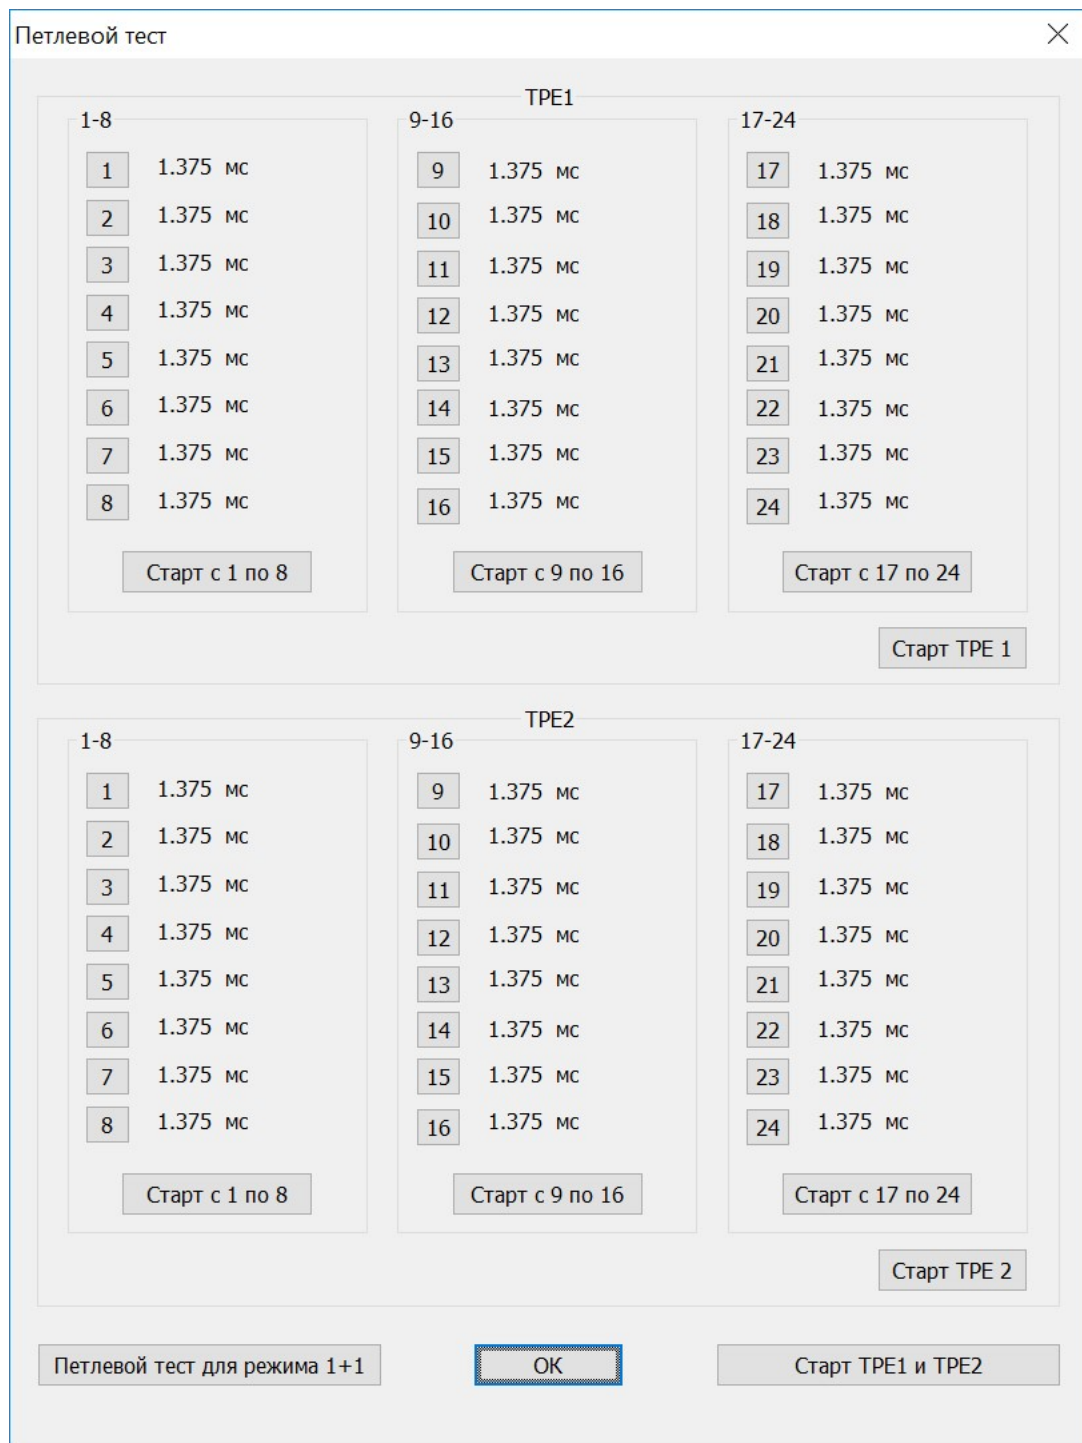 Петлевой тест
TPE1
1-8 9-16 17-24
1 1.375 мс 9 1.375 мс 17 1.375 мс
2 1.375 мс 10 1.375 мс 18 1.375 мс
3 1.375 мс 11 1.375 мс 19 1.375 мс
4 1.375 мс 12 1.375 мс 20 1.375 мс
5 1.375 мс 13 1.375 мс 21 1.375 мс
6 1.375 мс 14 1.375 мс 22 1.375 мс
7 1.375 мс 15 1.375 мс 23 1.375 мс
8 1.375 мс 16 1.375 мс 24 1.375 мс
Старт с 1 по 8 Старт с 9 по 16 Старт с 17 по 24
Старт TPE 1
TPE2
1-8 9-16 17-24
1 1.375 мс 9 1.375 мс 17 1.375 мс
2 1.375 мс 10 1.375 мс 18 1.375 мс
3 1.375 мс 11 1.375 мс 19 1.375 мс
4 1.375 мс 12 1.375 мс 20 1.375 мс
5 1.375 мс 13 1.375 мс 21 1.375 мс
6 1.375 мс 14 1.375 мс 22 1.375 мс
7 1.375 мс 15 1.375 мс 23 1.375 мс
8 1.375 мс 16 1.375 мс 24 1.375 мс
Старт с 1 по 8 Старт с 9 по 16 Старт с 17 по 24
Старт TPE 2
Петлевой тест для режима 1+1 OK Старт TPE1 и TPE2